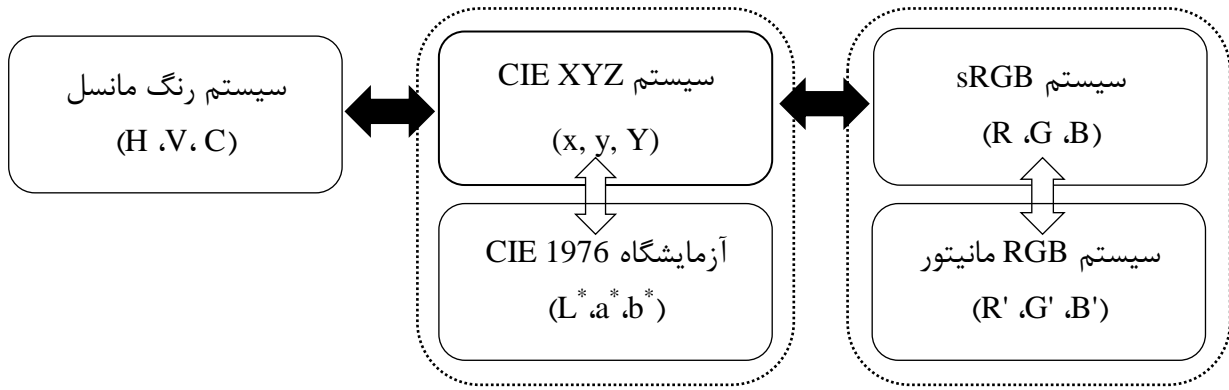 سیستم رنگ مانسل
(H ،V، C)
سیستم CIE XYZ
(x, y, Y)
آزمایشگاه CIE 1976
(L*،a*،b*)
سیستم sRGB
(R ،G ،B)
سیستم RGB مانیتور
(R' ،G' ،B')